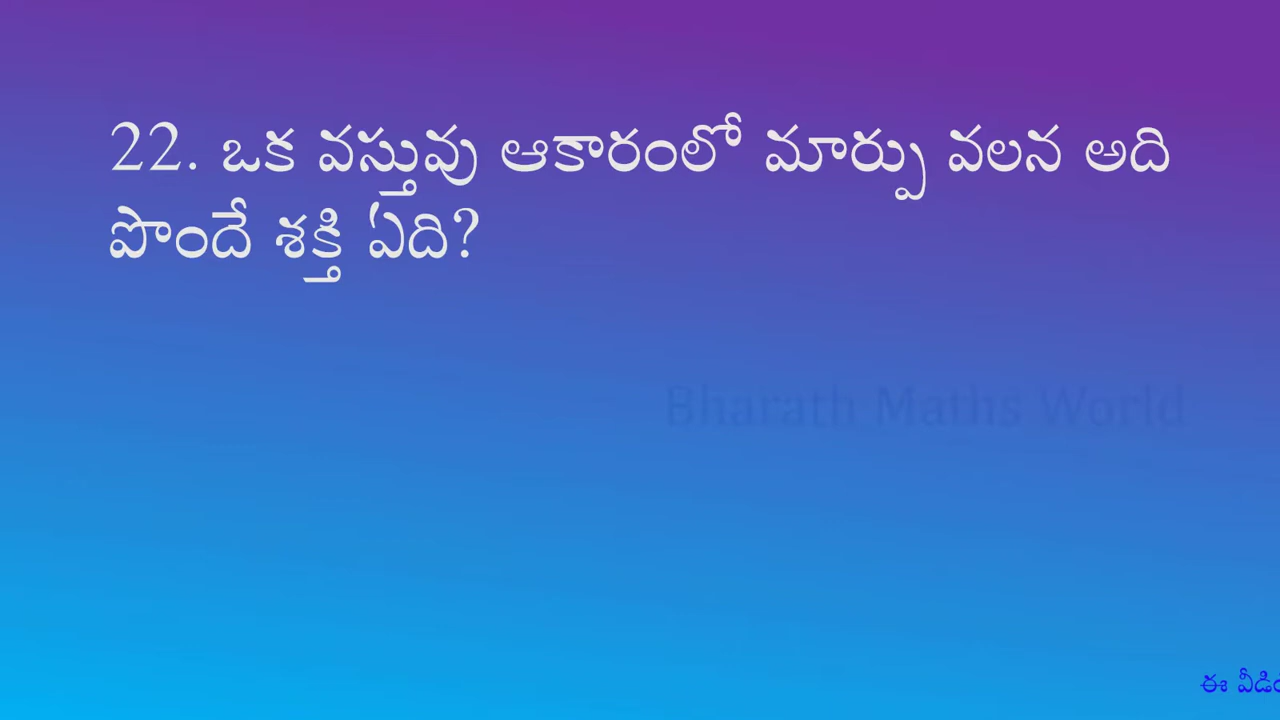 22. ఒక వస్తువు ఆకారంలో మార్పు వలన అది
పొందే శక్తి ఏది?
Bharath Maths World
ఈ